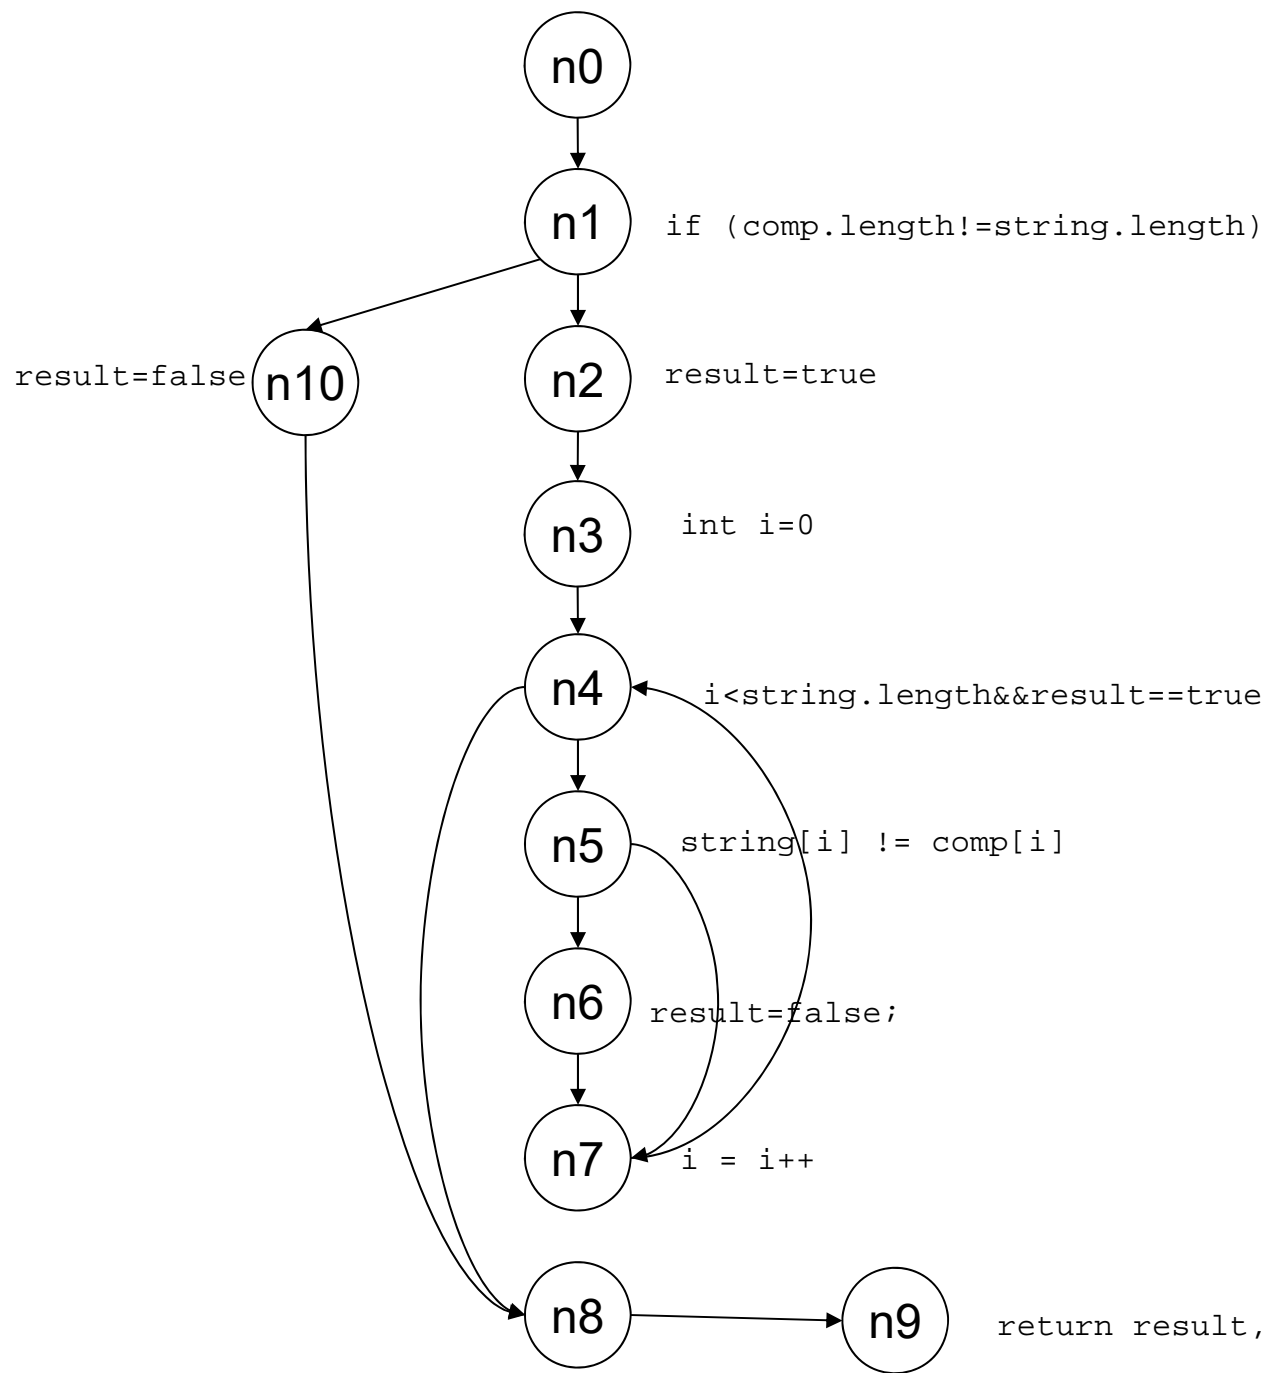 n0
n1
if (comp.length!=string.length)
result=false
n10
n2
result=true
n3
int i=0
n4
i<string.length&&result==true
n5
string[i] != comp[i]
n6
result=false;
n7
i = i++
n8
n9
return result,